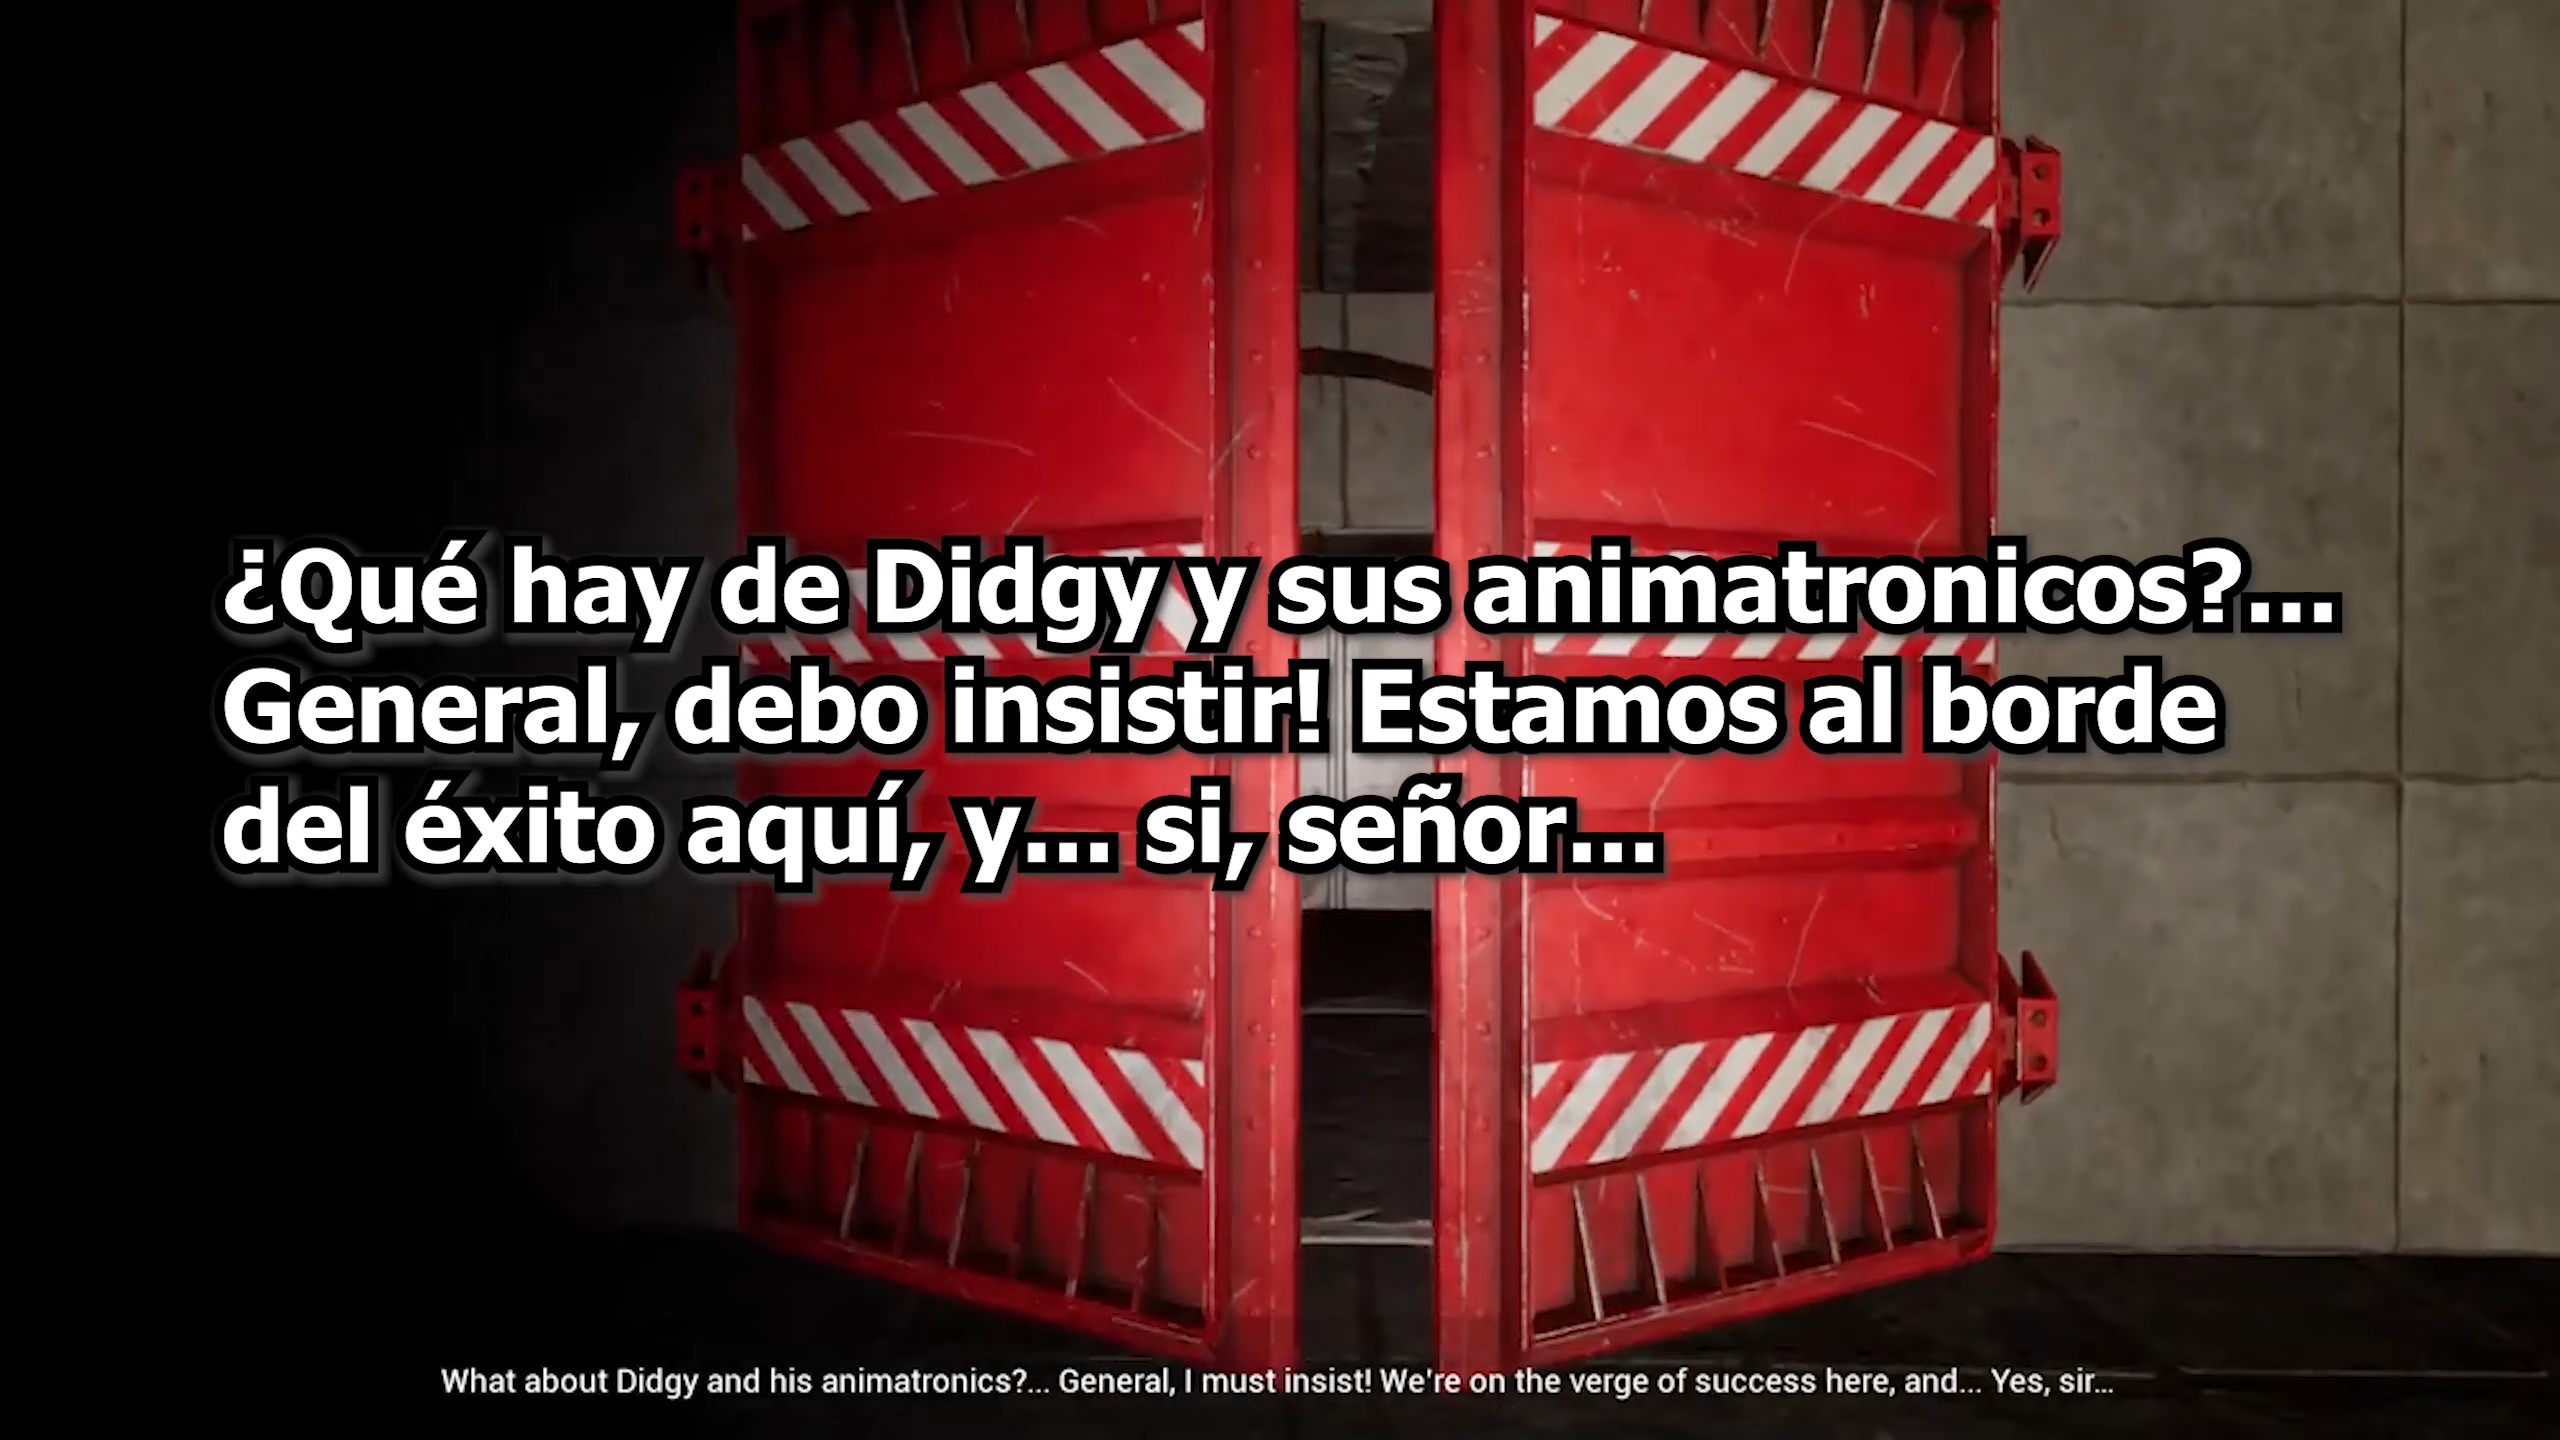 ¿Qué hay de Didgy y sus animatronicos?...
General, debo insistir! Estamos al borde
del éxito aquí, y... si, señor...
What about Didgy and his animatronics?... General, I must insist! We're on the verge of success here, and... Yes, sir...